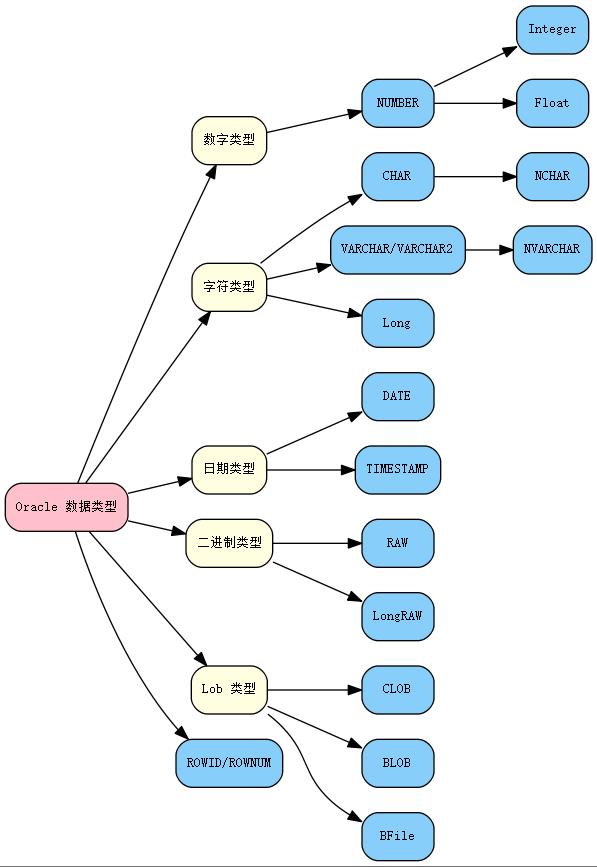 Integer
NUMBER
Float
数字类型
CHAR
NCHAR
VARCHAR/VARCHAR2
NVARCHAR
字符类型
Long
DATE
日期类型
TIMESTAMP
Oracle 数据类型
二进制类型
RAW
LongRAW
Lob 类型
CLOB
ROWID/ROWNUM
BLOB
BFile